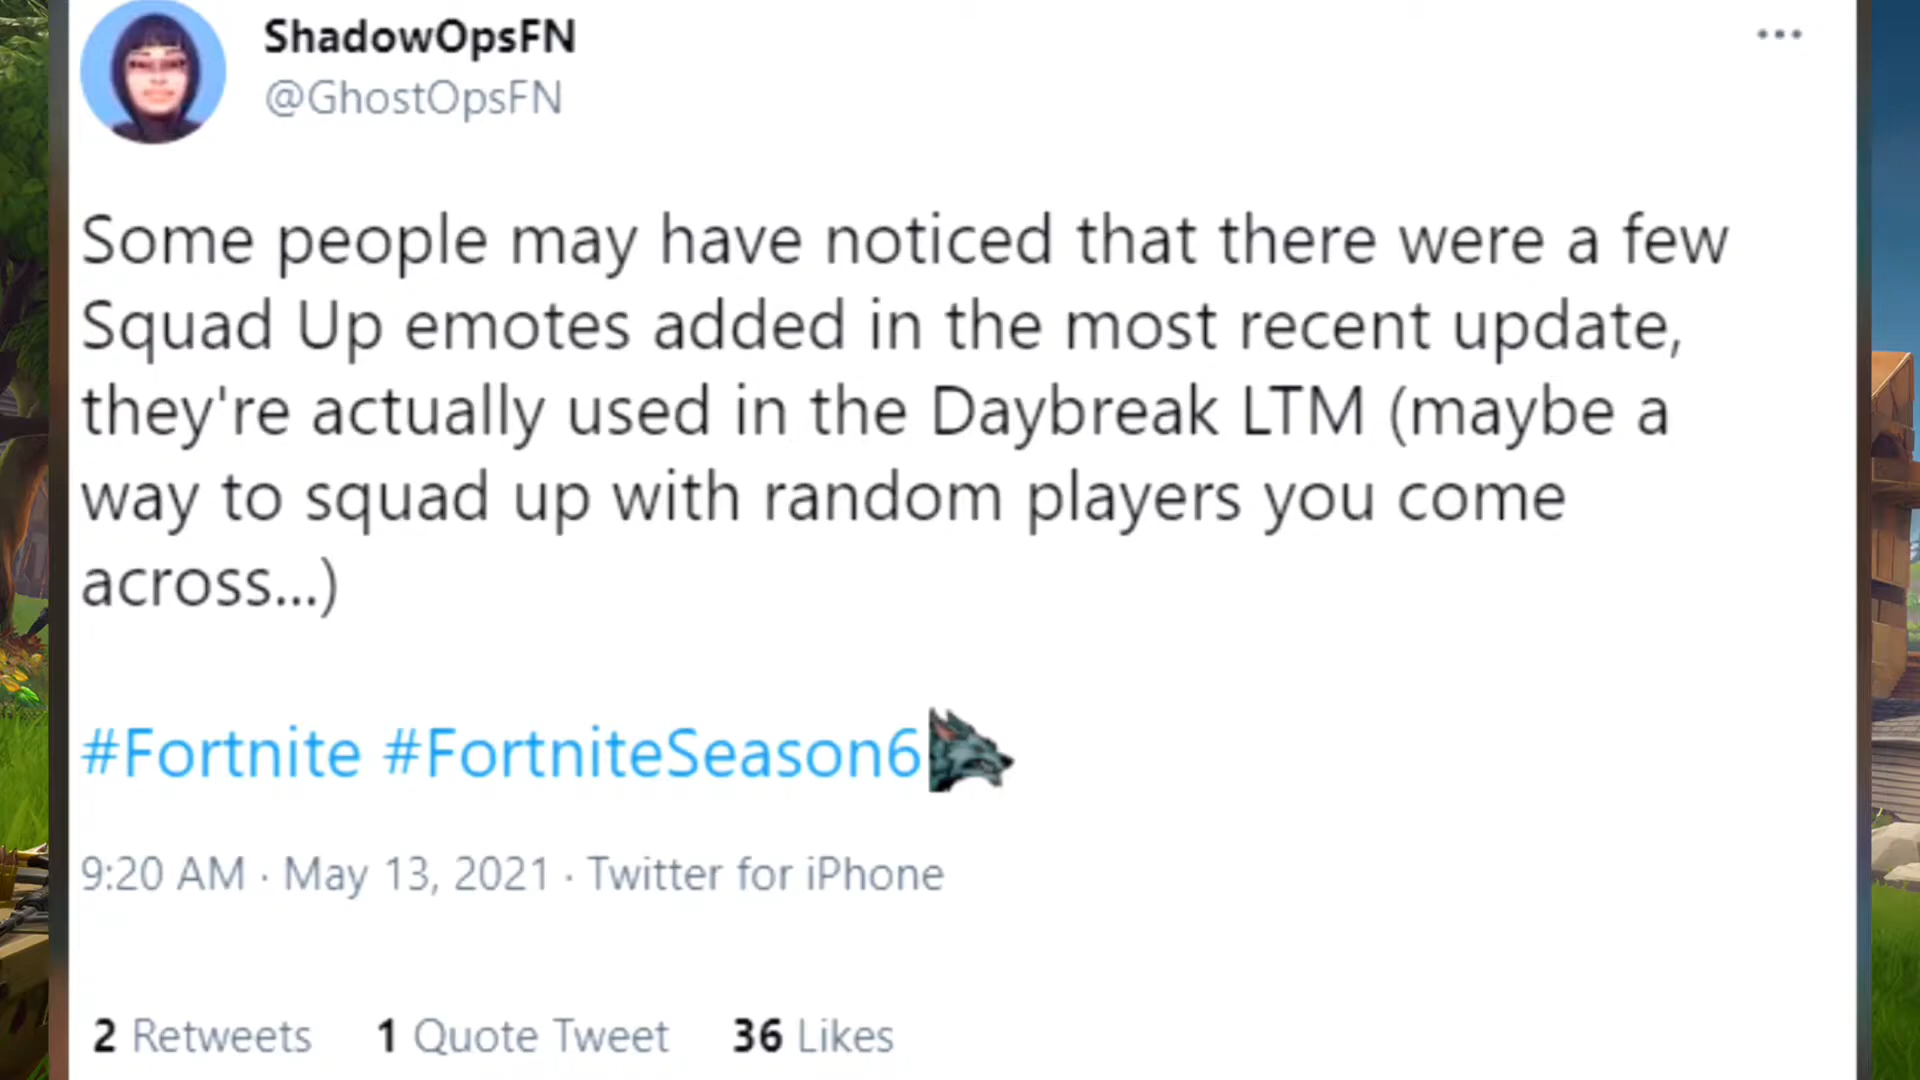 ShadowOpsFN
@GhostOpsFN
Some people may have noticed that there were a few
Squad Up emotes added in the most recent update,
they're actually used in the Daybreak LTM (maybe a
way to squad up with random players you come
across...)
#Fortnite #FortniteSeason6
9:20 AM · May 13, 2021 · Twitter for iPhone
2 Retweets 1 Quote Tweet 36 Likes